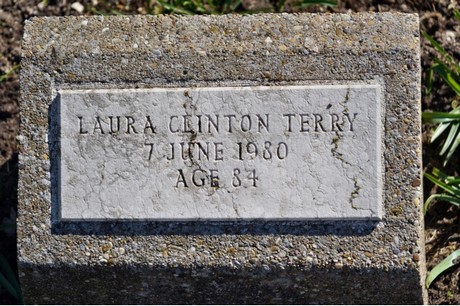 LAURA CLINTON TERRY
7 JUNE 1980
AGE 84